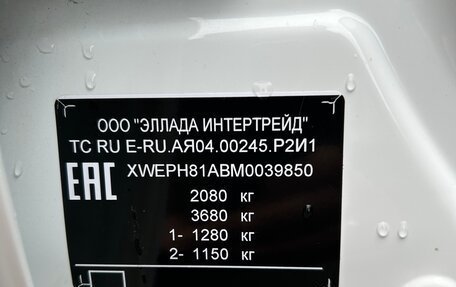 ООО "ЭЛЛАДА ИНТЕРТРЕЙД"
ТС RU Е-RU.АЯ04.00245.Р2И1
EAC XWEPH81ABM0039850
2080 кг
3680 кг
1- 1280 кг
2- 1150 кг